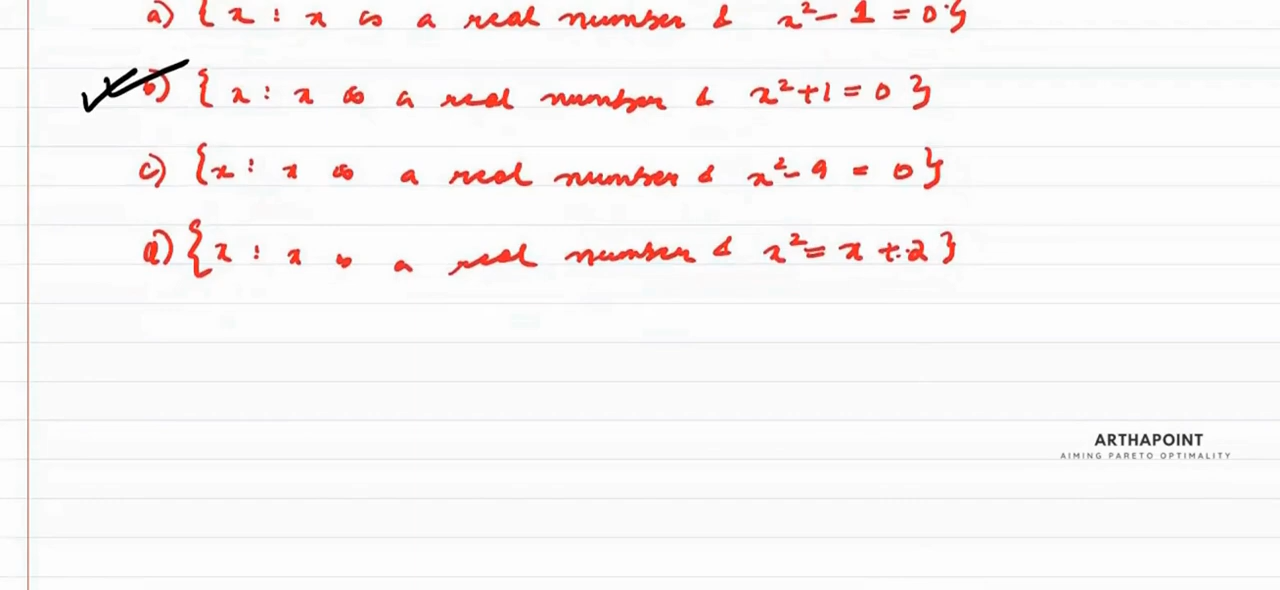 a) { x : x is a real number & x² - 1 = 0 }
b) { x : x is a real number & x² + 1 = 0 }
c) { x : x is a real number & x² - 9 = 0 }
d) { x : x is a real number & x² = x + 2 }
ARTHAPOINT
AIMING PARETO OPTIMALITY